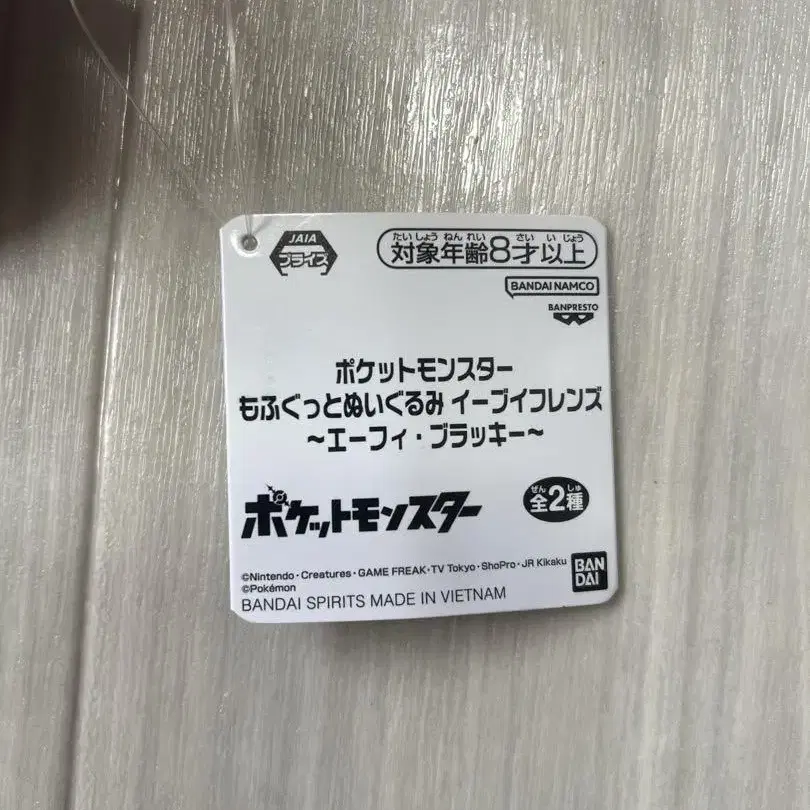 JAIA
プライズ
たいしょうねんれい さいいじょう
対象年齢8才以上
BANDAI NAMCO
BANPRESTO
ポケットモンスター
もふぐっとぬいぐるみ イーブイフレンズ
～エーフィ・ブラッキー～
ポケットモンスター
ぜん しゅ
全2種
©Nintendo・Creatures・GAME FREAK・TV Tokyo・ShoPro・JR Kikaku
©Pokémon
BANDAI SPIRITS MADE IN VIETNAM
BAN
DAI